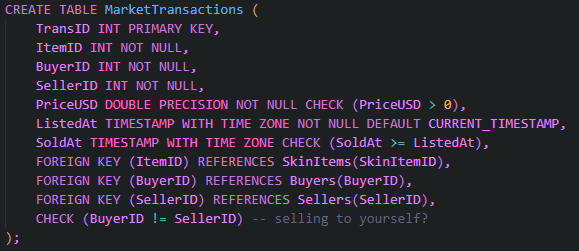 CREATE TABLE MarketTransactions (
    TransID INT PRIMARY KEY,
    ItemID INT NOT NULL,
    BuyerID INT NOT NULL,
    SellerID INT NOT NULL,
    PriceUSD DOUBLE PRECISION NOT NULL CHECK (PriceUSD > 0),
    ListedAt TIMESTAMP WITH TIME ZONE NOT NULL DEFAULT CURRENT_TIMESTAMP,
    SoldAt TIMESTAMP WITH TIME ZONE CHECK (SoldAt >= ListedAt),
    FOREIGN KEY (ItemID) REFERENCES SkinItems(SkinItemID),
    FOREIGN KEY (BuyerID) REFERENCES Buyers(BuyerID),
    FOREIGN KEY (SellerID) REFERENCES Sellers(SellerID),
    CHECK (BuyerID != SellerID) -- selling to yourself?
);